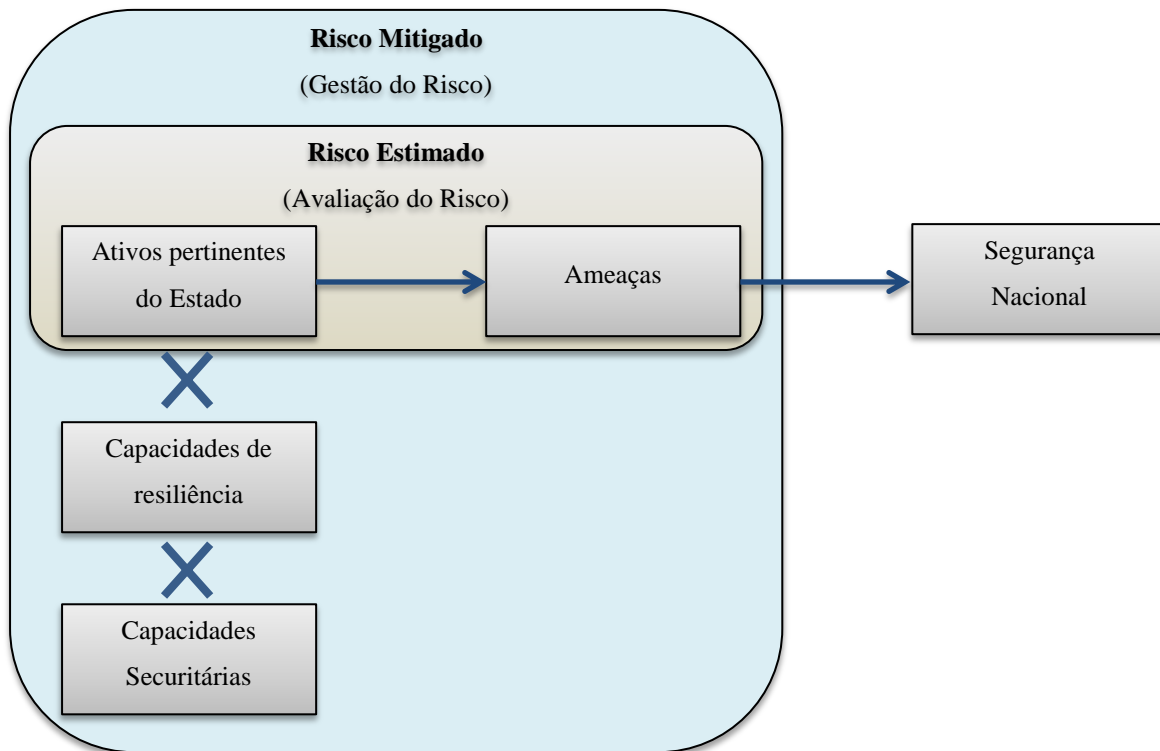 Risco Mitigado
(Gestão do Risco)
Risco Estimado
(Avaliação do Risco)
Ativos pertinentes
do Estado
Ameaças
Segurança
Nacional
Capacidades de
resiliência
Capacidades
Securitárias